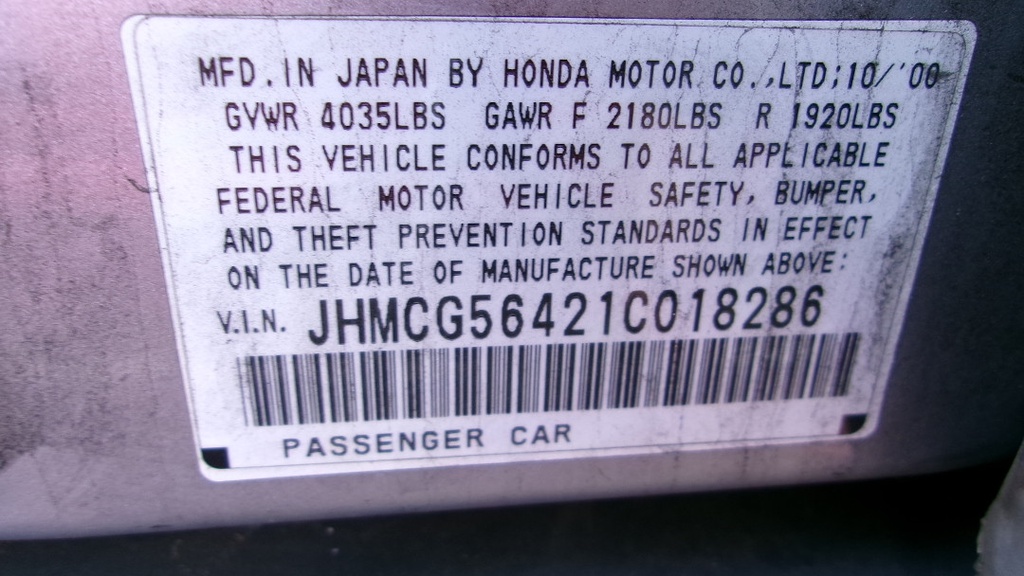 MFD. IN JAPAN BY HONDA MOTOR CO.,LTD;10/'00
GVWR 4035LBS GAWR F 2180LBS R 1920LBS
THIS VEHICLE CONFORMS TO ALL APPLICABLE
FEDERAL MOTOR VEHICLE SAFETY, BUMPER,
AND THEFT PREVENTION STANDARDS IN EFFECT
ON THE DATE OF MANUFACTURE SHOWN ABOVE:
V.I.N. JHMCG56421C018286
PASSENGER CAR